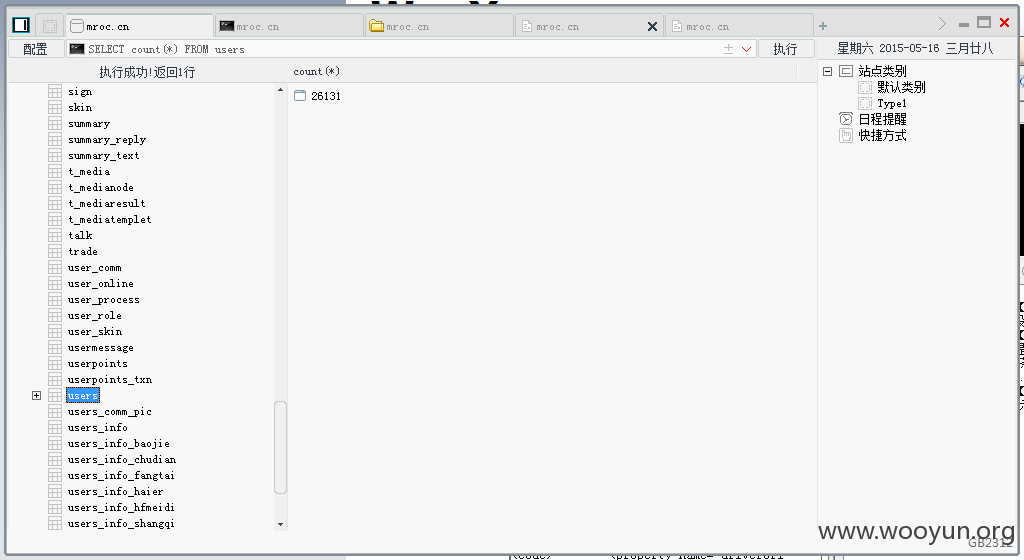 mroc.cn
mroc.cn
mroc.cn
mroc.cn
mroc.cn
配置
SELECT count(*) FROM users
执行
星期六 2015-05-16 三月廿八
执行成功!返回1行
count(*)
26131
sign
skin
summary
summary_reply
summary_text
t_media
t_medianode
t_mediaresult
t_mediatemplet
talk
trade
user_comm
user_online
user_process
user_role
user_skin
usermessage
userpoints
userpoints_txn
users
users_comm_pic
users_info
users_info_baojie
users_info_chudian
users_info_fangtai
users_info_haier
users_info_hfmeidi
users_info_shangqi
站点类别
默认类别
Type1
日程提醒
快捷方式
www.wooyun.org
GB2312